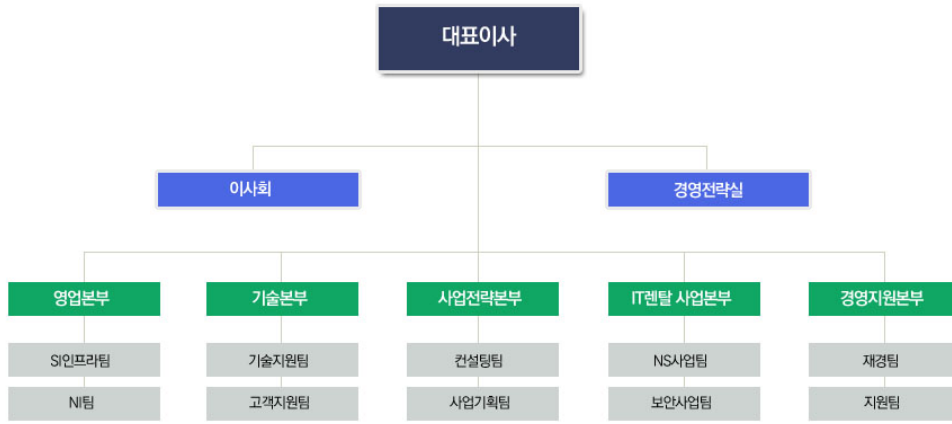 대표이사
이사회
경영전략실
영업본부
기술본부
사업전략본부
IT렌탈 사업본부
경영지원본부
SI인프라팀
기술지원팀
컨설팅팀
NS사업팀
재경팀
NI팀
고객지원팀
사업기획팀
보안사업팀
지원팀